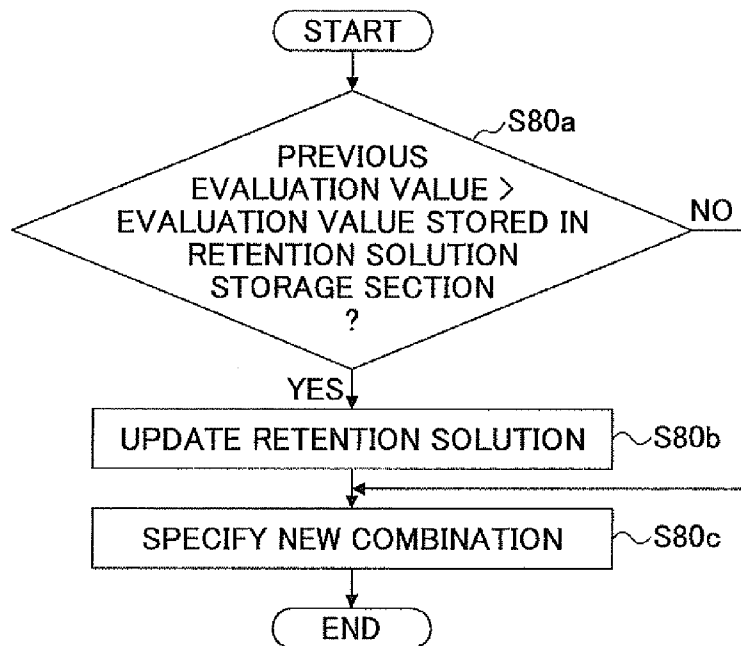 START
S80a
PREVIOUS
EVALUATION VALUE >
EVALUATION VALUE STORED IN
RETENTION SOLUTION
STORAGE SECTION
?
NO
YES
UPDATE RETENTION SOLUTION
S80b
SPECIFY NEW COMBINATION
S80c
END